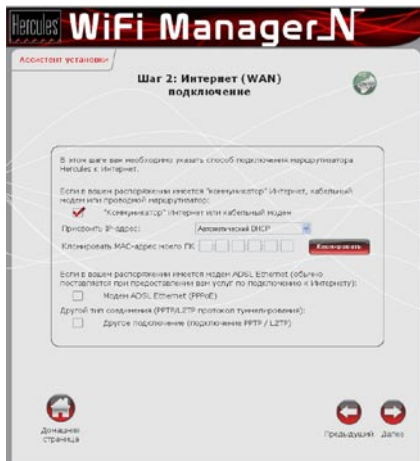 Hercules WiFi Manager_N
Ассистент установки
Шаг 2: Интернет (WAN)
подключение
В этом шаге вам необходимо указать способ подключения маршрутизатора
Hercules к Интернет.
Если в вашем распоряжении имеется "коммуникатор" Интернет, кабельный
модем или проводной маршрутизатор:
"Коммуникатор" Интернет или кабельный модем
Присвоить IP-адрес: Автоматический DHCP
Клонировать MAC-адрес моего ПК Клонировать
Если в вашем распоряжении имеется модем ADSL Ethernet (обычно
поставляется при предоставлении вам услуг по подключению к Интернету):
Модем ADSL Ethernet (PPPoE)
Другой тип соединения (PPTP/L2TP протокол туннелирования):
Другое подключение (подключение PPTP / L2TP)
Домашняя
страница
Предыдущий Далее